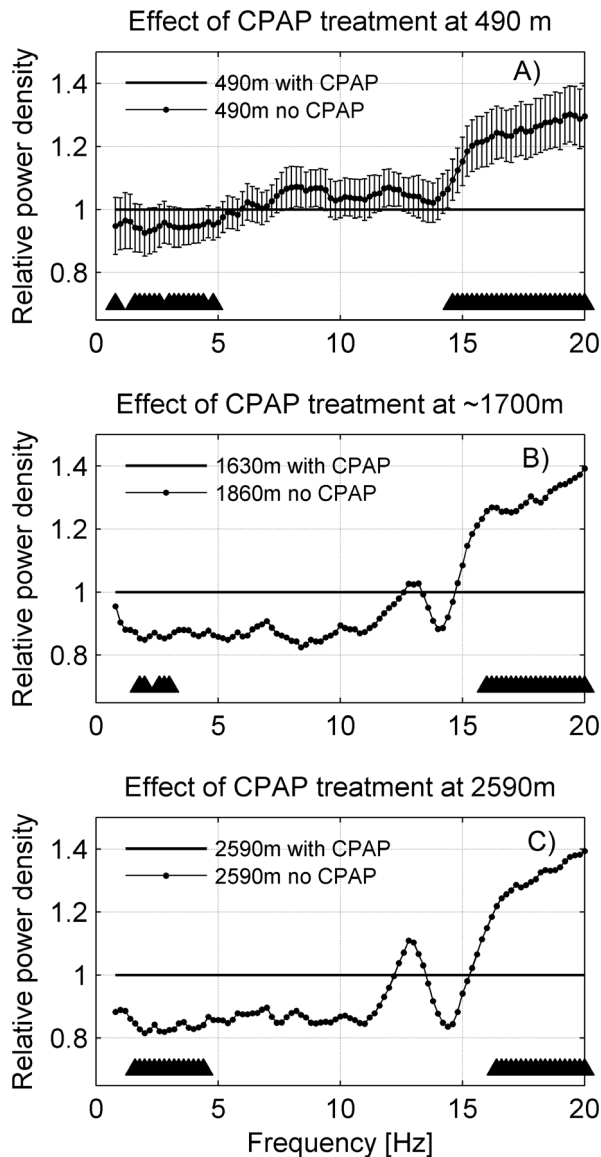 Effect of CPAP treatment at 490 m
A)
490m with CPAP
490m no CPAP
Relative power density
1.4
1.2
1
0.8
0 5 10 15 20
Effect of CPAP treatment at ~1700m
B)
1630m with CPAP
1860m no CPAP
Relative power density
1.4
1.2
1
0.8
0 5 10 15 20
Effect of CPAP treatment at 2590m
C)
2590m with CPAP
2590m no CPAP
Relative power density
1.4
1.2
1
0.8
0 5 10 15 20
Frequency [Hz]